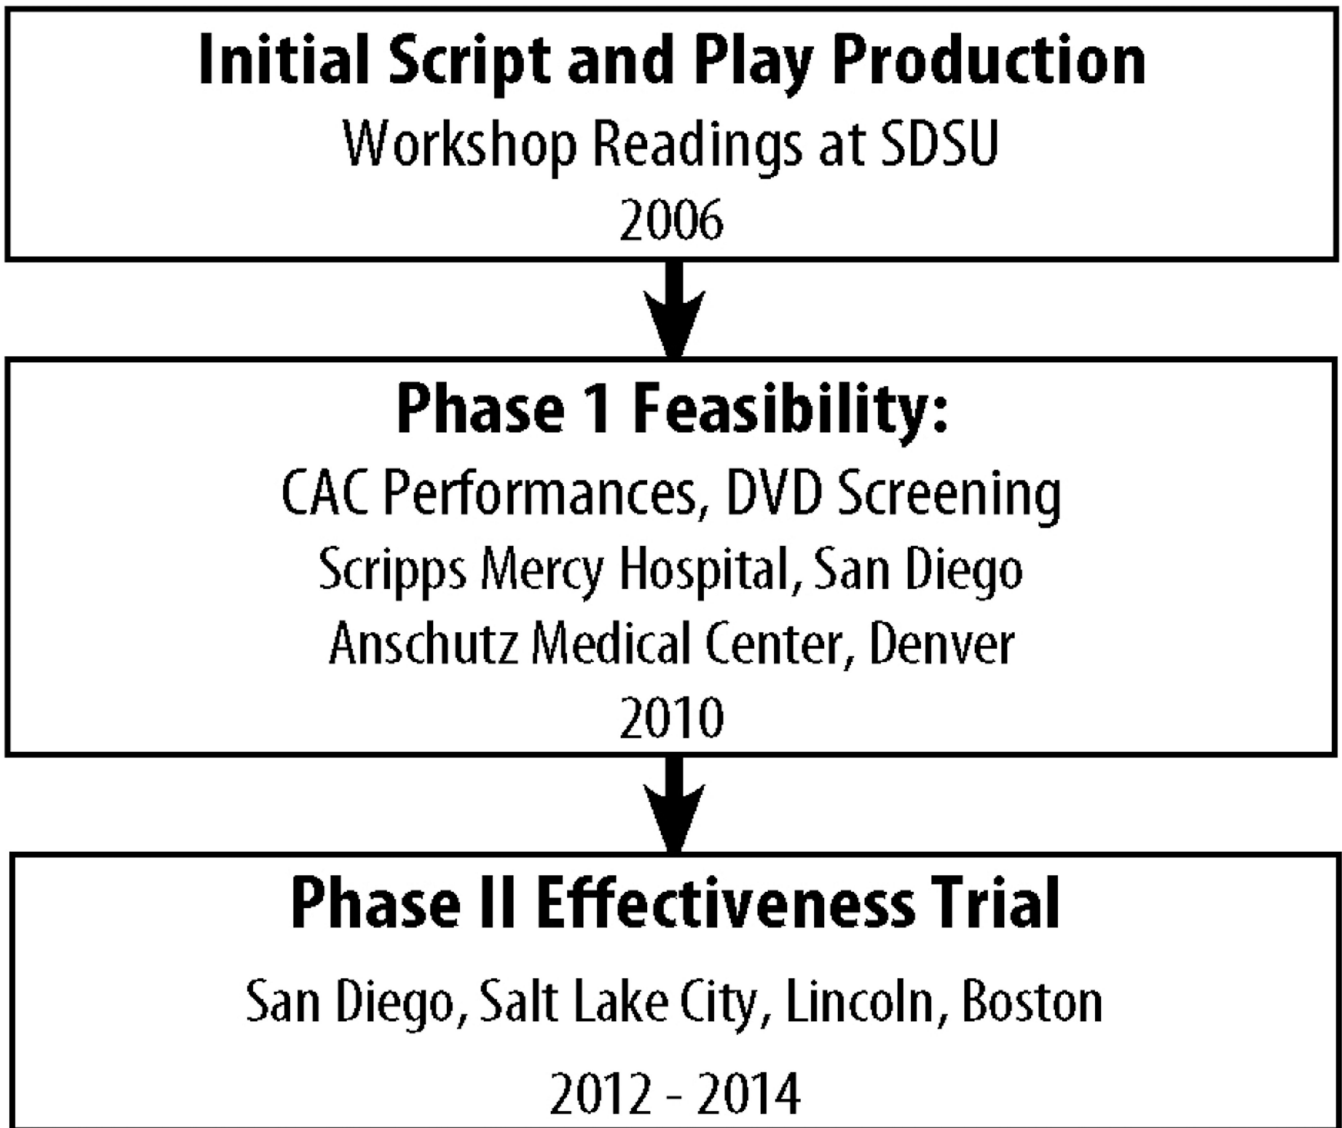 Initial Script and Play Production
Workshop Readings at SDSU
2006
Phase 1 Feasibility:
CAC Performances, DVD Screening
Scripps Mercy Hospital, San Diego
Anschutz Medical Center, Denver
2010
Phase II Effectiveness Trial
San Diego, Salt Lake City, Lincoln, Boston
2012 - 2014